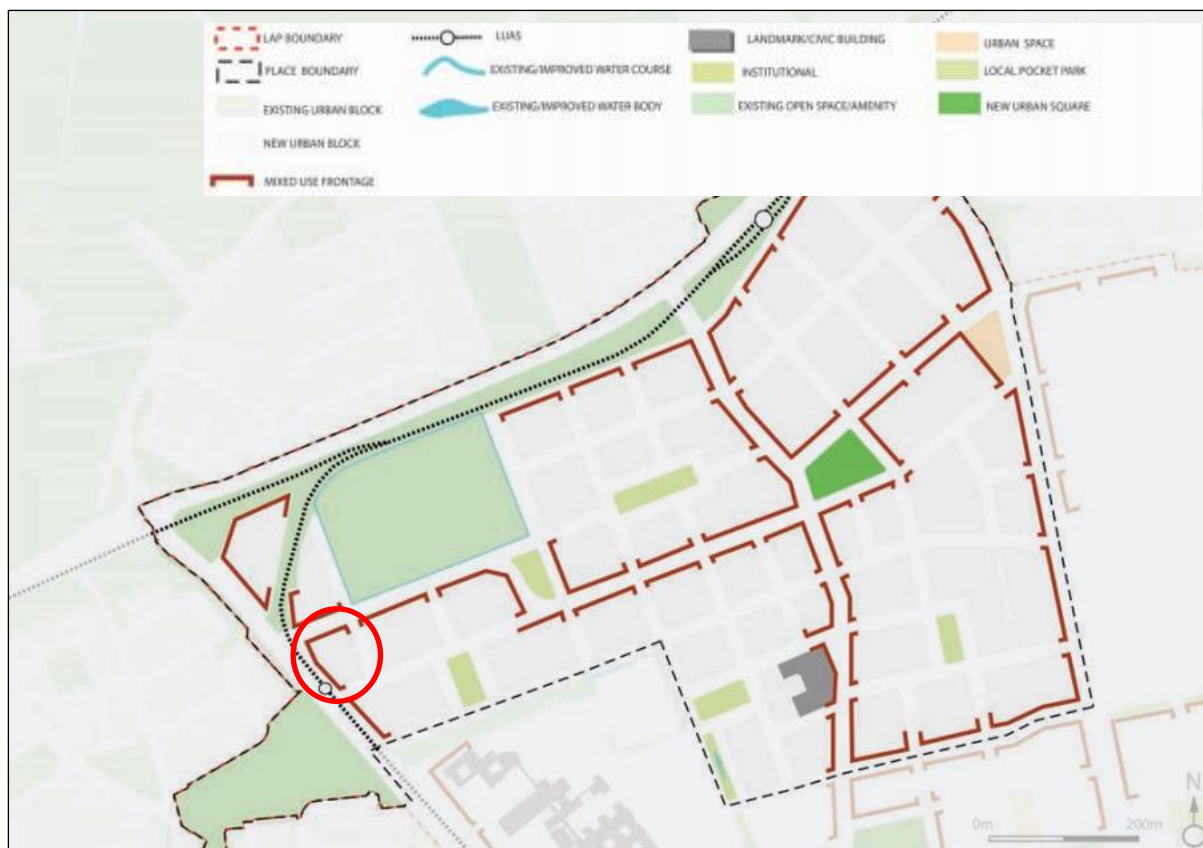 LAP BOUNDARY
LUAS
LANDMARK/CIVIC BUILDING
URBAN SPACE
PLACE BOUNDARY
EXISTING/IMPROVED WATER COURSE
INSTITUTIONAL
LOCAL POCKET PARK
EXISTING URBAN BLOCK
EXISTING/IMPROVED WATER BODY
EXISTING OPEN SPACE/AMENITY
NEW URBAN SQUARE
NEW URBAN BLOCK
MIXED USE FRONTAGE
N
0m
200m